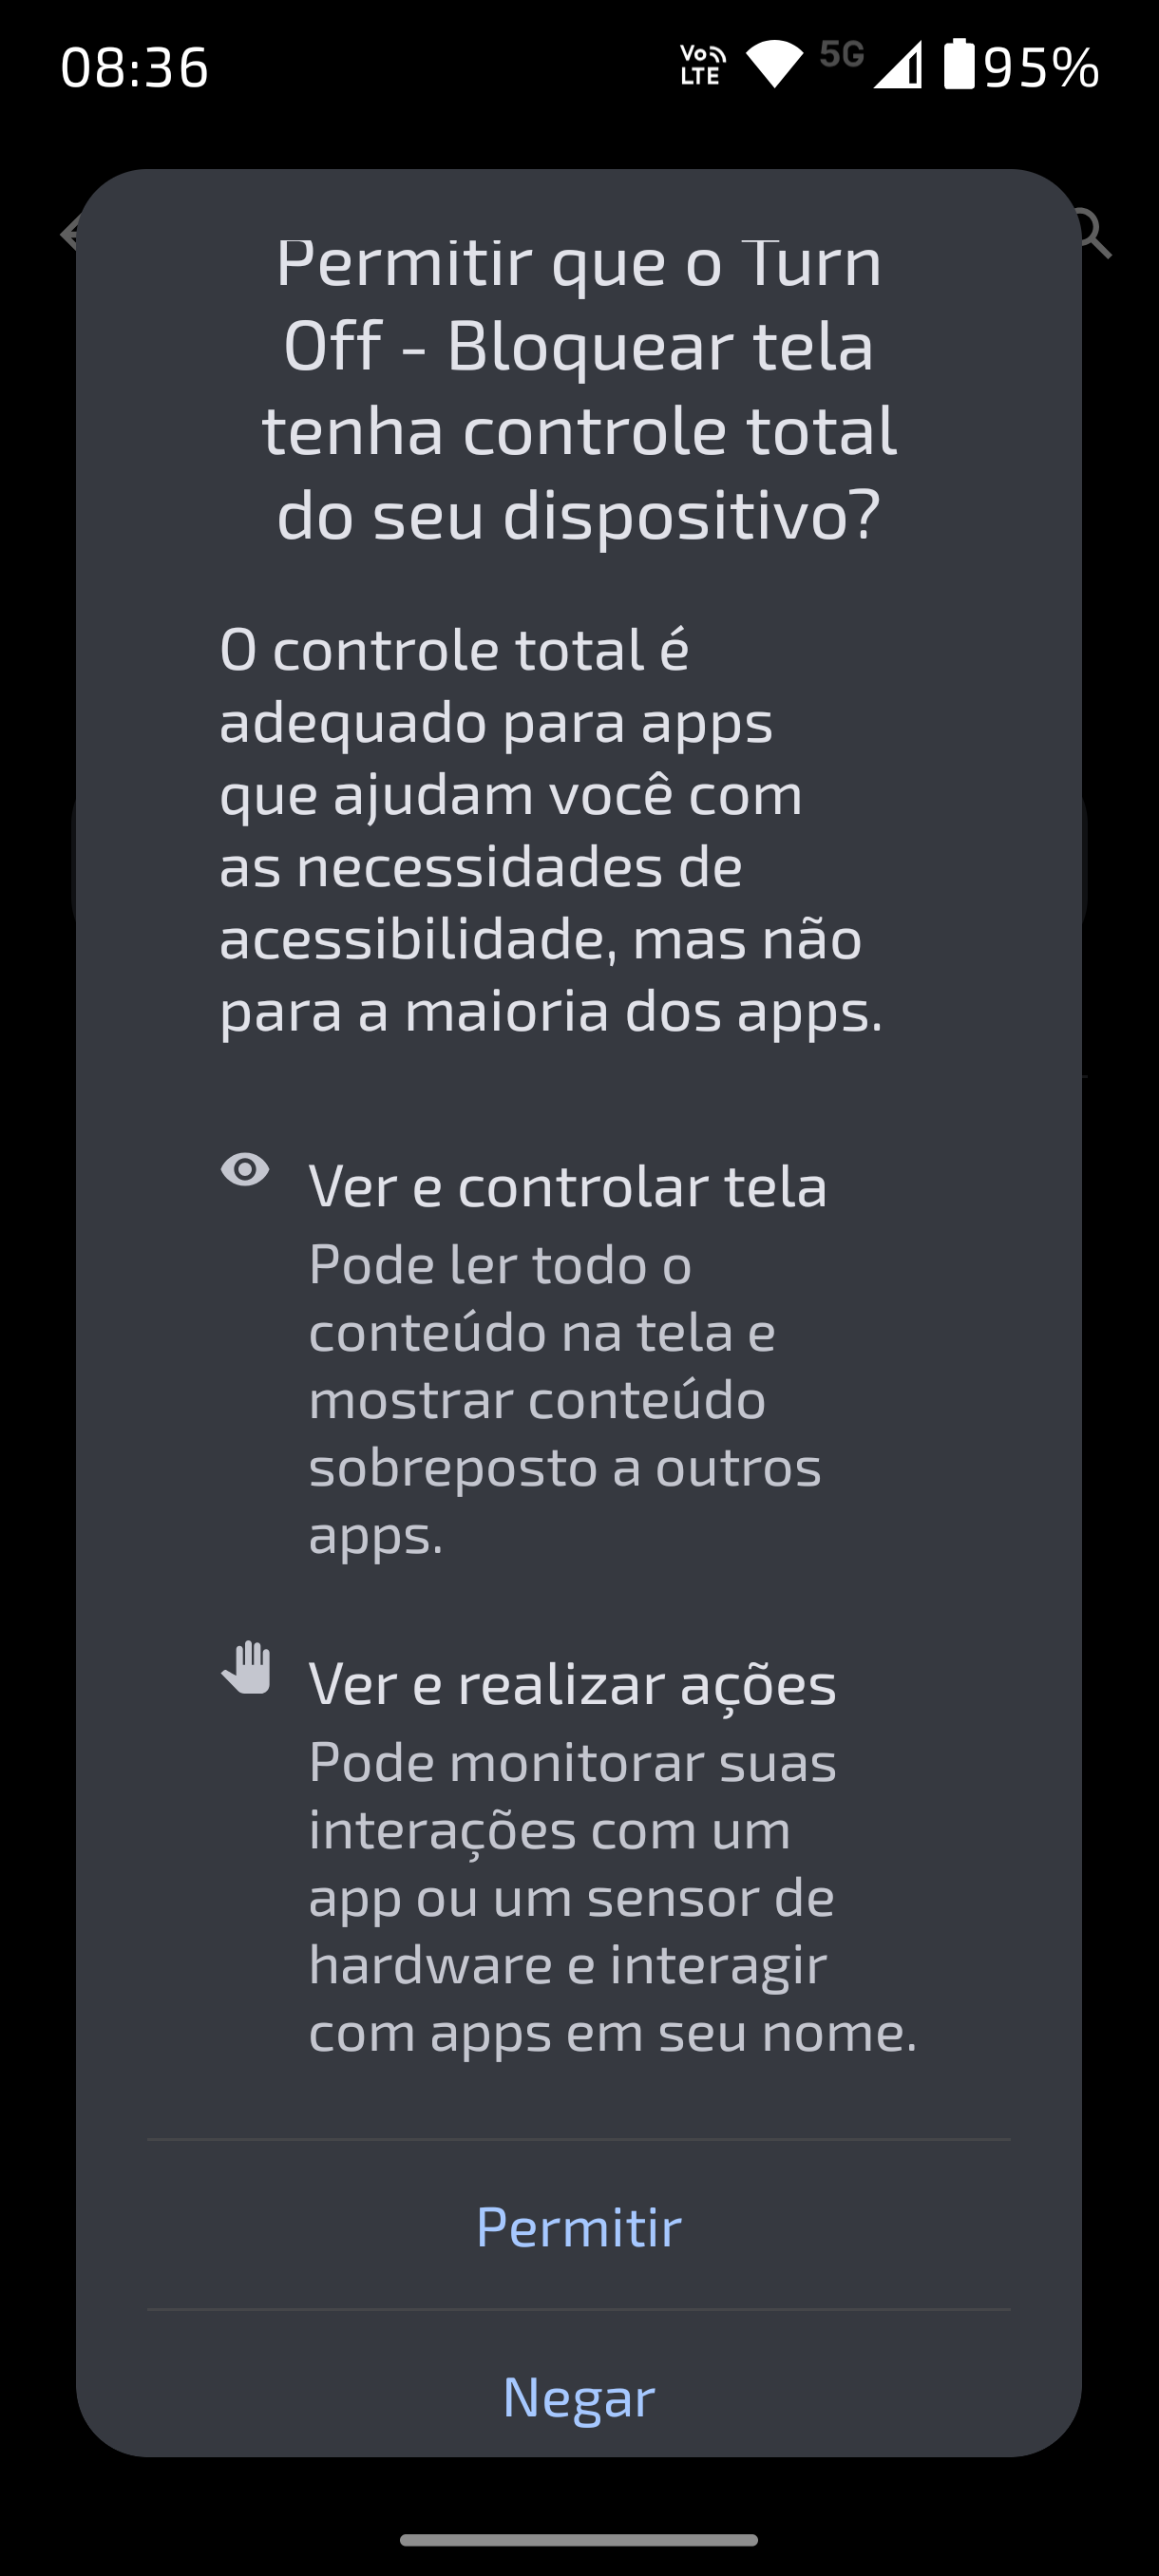 08:36
Vo LTE
5G
95%
Permitir que o Turn
Off - Bloquear tela
tenha controle total
do seu dispositivo?
O controle total é
adequado para apps
que ajudam você com
as necessidades de
acessibilidade, mas não
para a maioria dos apps.
Ver e controlar tela
Pode ler todo o
conteúdo na tela e
mostrar conteúdo
sobreposto a outros
apps.
Ver e realizar ações
Pode monitorar suas
interações com um
app ou um sensor de
hardware e interagir
com apps em seu nome.
Permitir
Negar